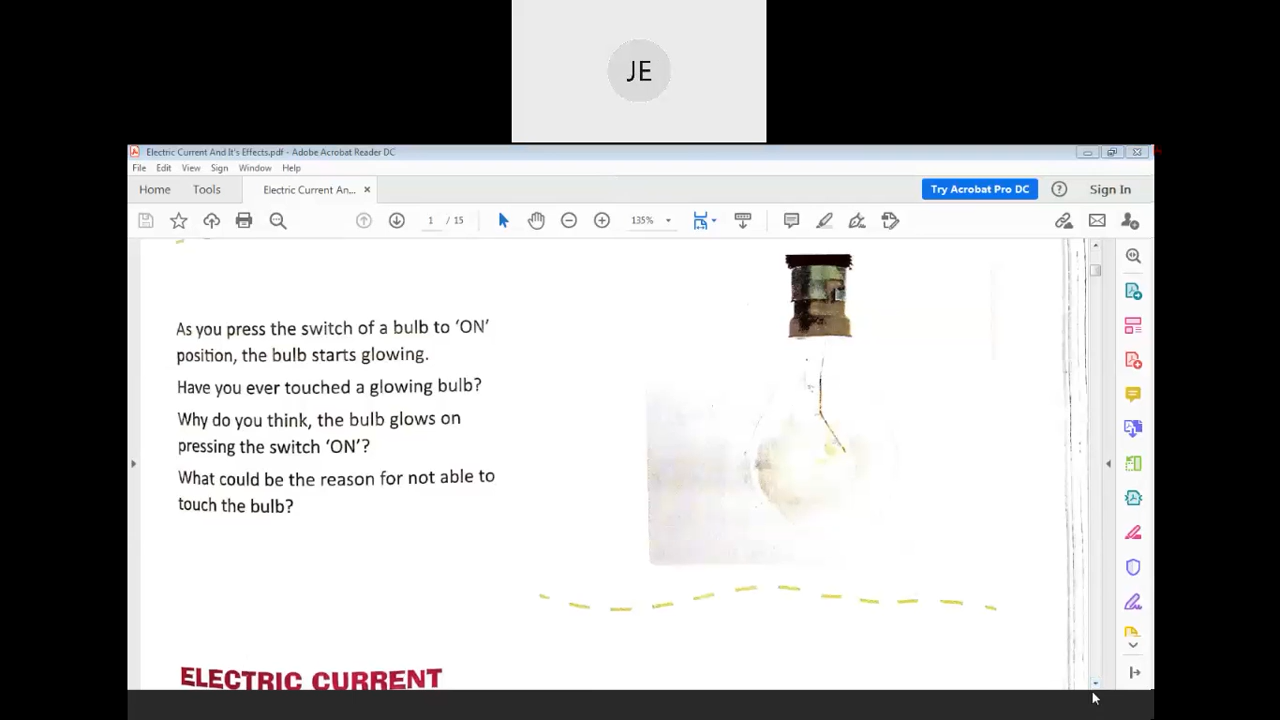 JE
Electric Current And It's Effects.pdf - Adobe Acrobat Reader DC
File Edit View Sign Window Help
Home Tools Electric Current An... Try Acrobat Pro DC Sign In
1 / 15 135%
As you press the switch of a bulb to ‘ON’
position, the bulb starts glowing.
Have you ever touched a glowing bulb?
Why do you think, the bulb glows on
pressing the switch ‘ON’?
What could be the reason for not able to
touch the bulb?
ELECTRIC CURRENT